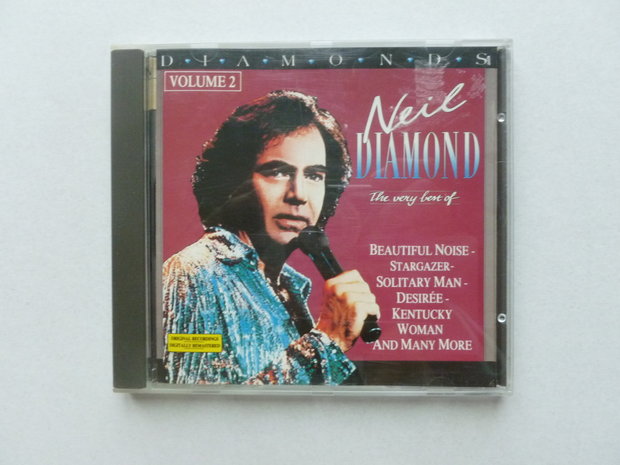 D·I·A·M·O·N·D·S
VOLUME 2
Neil
DIAMOND
The very best of
BEAUTIFUL NOISE -
STARGAZER-
SOLITARY MAN -
DESIRÉE -
KENTUCKY
WOMAN
AND MANY MORE
ORIGINAL RECORDINGS
DIGITALLY REMASTERED